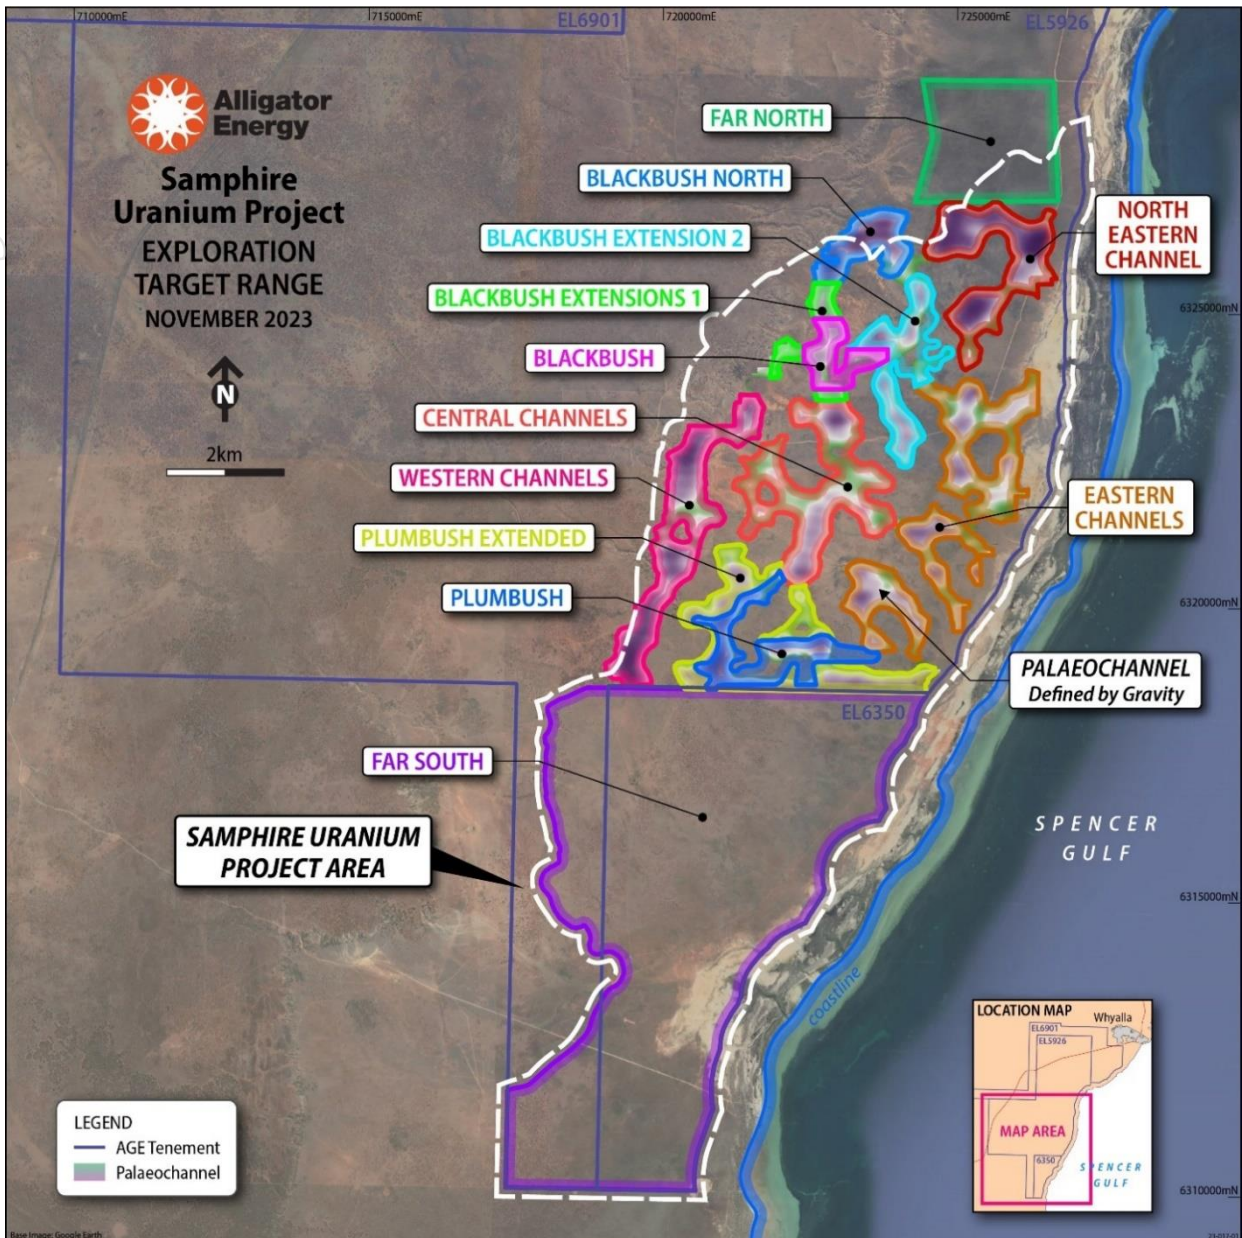 710000mE
715000mE
EL6901
720000mE
725000mE
EL5926
Alligator
Energy
Samphire
Uranium Project
EXPLORATION
TARGET RANGE
NOVEMBER 2023
N
2km
FAR NORTH
BLACKBUSH NORTH
NORTH
EASTERN
CHANNEL
BLACKBUSH EXTENSION 2
BLACKBUSH EXTENSIONS 1
6325000mN
BLACKBUSH
CENTRAL CHANNELS
WESTERN CHANNELS
EASTERN
CHANNELS
PLUMBUSH EXTENDED
PLUMBUSH
6320000mN
PALAEOCHANNEL
Defined by Gravity
EL6350
FAR SOUTH
SAMPHIRE URANIUM
PROJECT AREA
SPENCER
GULF
6315000mN
coastline
LOCATION MAP
Whyalla
EL6901
EL5926
MAP AREA
6350
SPENCER
GULF
LEGEND
AGE Tenement
Palaeochannel
6310000mN
Base Image: Google Earth